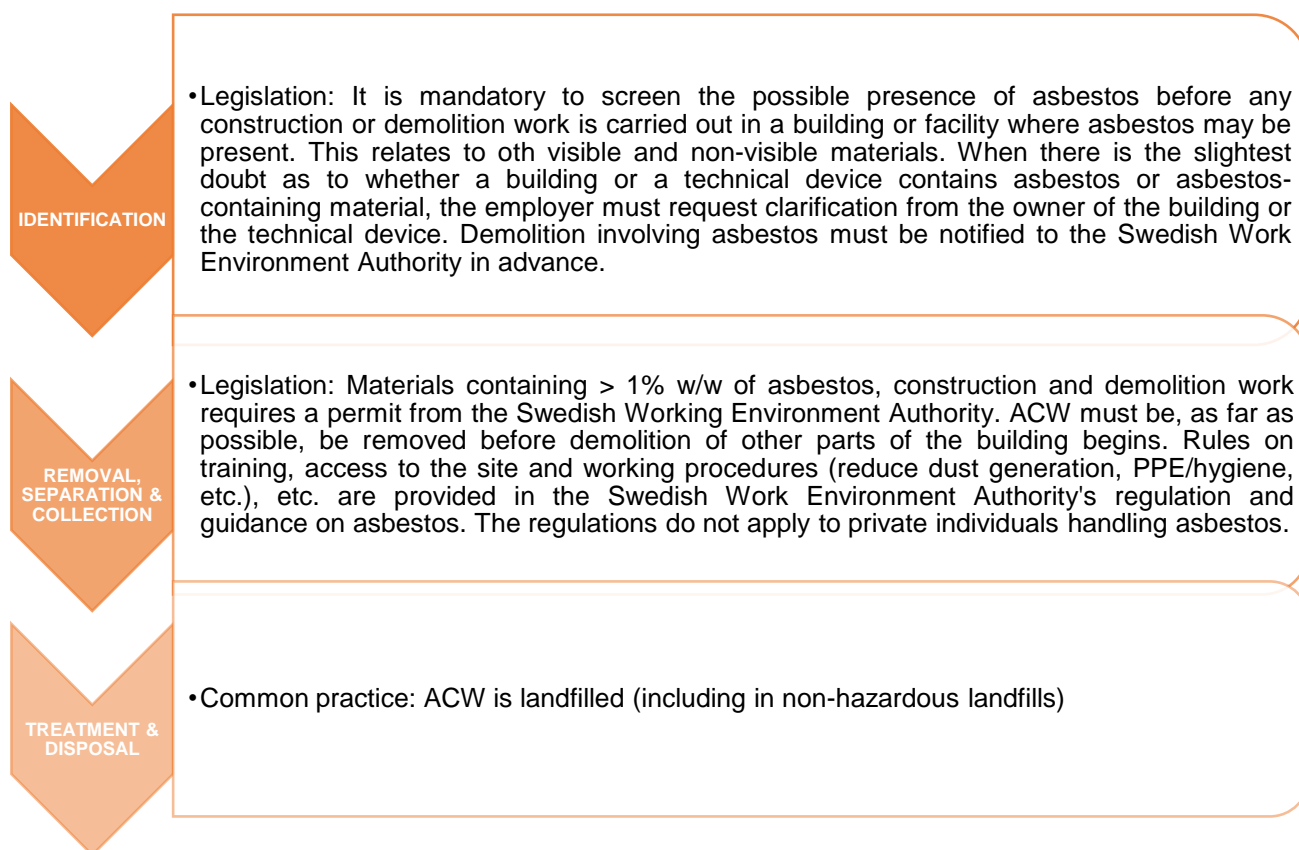 IDENTIFICATION
•Legislation: It is mandatory to screen the possible presence of asbestos before any
construction or demolition work is carried out in a building or facility where asbestos may be
present. This relates to oth visible and non-visible materials. When there is the slightest
doubt as to whether a building or a technical device contains asbestos or asbestos-
containing material, the employer must request clarification from the owner of the building or
the technical device. Demolition involving asbestos must be notified to the Swedish Work
Environment Authority in advance.
REMOVAL,
SEPARATION &
COLLECTION
•Legislation: Materials containing > 1% w/w of asbestos, construction and demolition work
requires a permit from the Swedish Working Environment Authority. ACW must be, as far as
possible, be removed before demolition of other parts of the building begins. Rules on
training, access to the site and working procedures (reduce dust generation, PPE/hygiene,
etc.), etc. are provided in the Swedish Work Environment Authority's regulation and
guidance on asbestos. The regulations do not apply to private individuals handling asbestos.
TREATMENT &
DISPOSAL
•Common practice: ACW is landfilled (including in non-hazardous landfills)